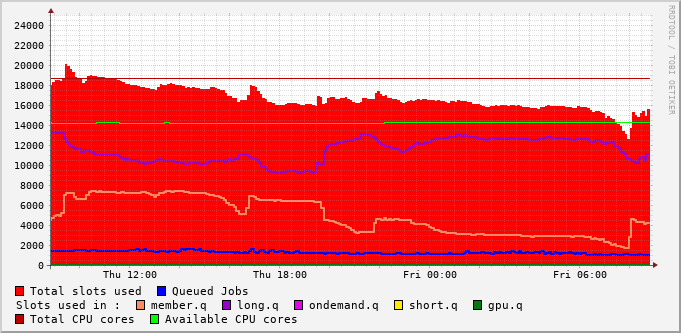 RRDTOOL / TOBI OETIKER
24000
22000
20000
18000
16000
14000
12000
10000
8000
6000
4000
2000
0
Thu 12:00 Thu 18:00 Fri 00:00 Fri 06:00
Total slots used Queued Jobs
Slots used in : member.q long.q ondemand.q short.q gpu.q
Total CPU cores Available CPU cores